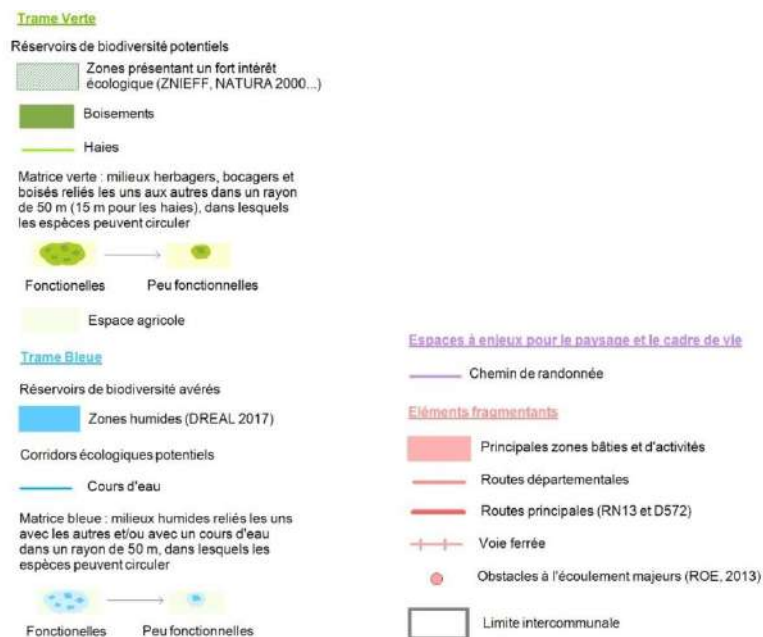 Trame Verte
Réservoirs de biodiversité potentiels
Zones présentant un fort intérêt
écologique (ZNIEFF, NATURA 2000...)
Boisements
Haies
Matrice verte : milieux herbagers, bocagers et
boisés reliés les uns aux autres dans un rayon
de 50 m (15 m pour les haies), dans lesquels
les espèces peuvent circuler
Fonctionelles
Peu fonctionnelles
Espace agricole
Trame Bleue
Réservoirs de biodiversité avérés
Zones humides (DREAL 2017)
Corridors écologiques potentiels
Cours d'eau
Matrice bleue : milieux humides reliés les uns
avec les autres et/ou avec un cours d'eau
dans un rayon de 50 m, dans lesquels les
espèces peuvent circuler
Fonctionelles
Peu fonctionnelles
Espaces à enjeux pour le paysage et le cadre de vie
Chemin de randonnée
Eléments fragmentants
Principales zones bâties et d'activités
Routes départementales
Routes principales (RN13 et D572)
Voie ferrée
Obstacles à l'écoulement majeurs (ROE, 2013)
Limite intercommunale